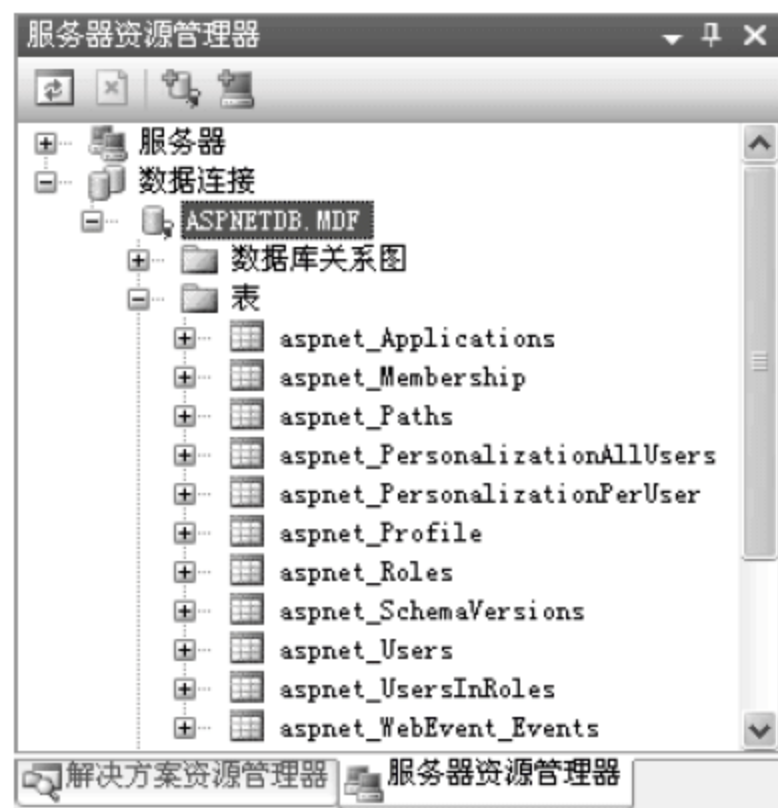 服务器资源管理器
服务器
数据连接
ASPNETDB.MDF
数据库关系图
表
aspnet_Applications
aspnet_Membership
aspnet_Paths
aspnet_PersonalizationAllUsers
aspnet_PersonalizationPerUser
aspnet_Profile
aspnet_Roles
aspnet_SchemaVersions
aspnet_Users
aspnet_UsersInRoles
aspnet_WebEvent_Events
解决方案资源管理器 服务器资源管理器